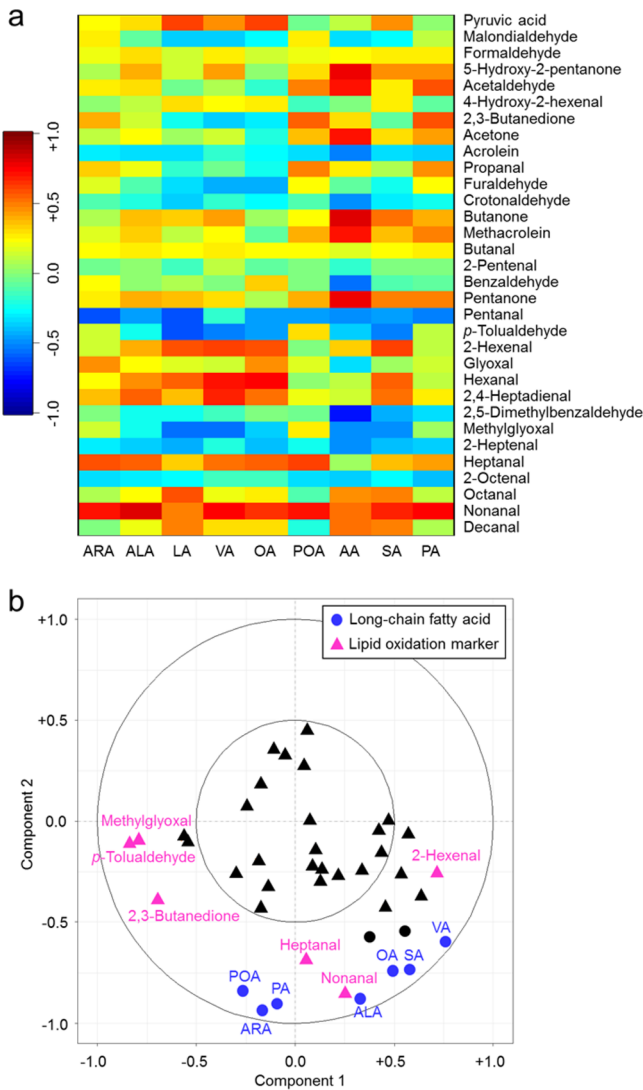 a
Pyruvic acid
Malondialdehyde
Formaldehyde
5-Hydroxy-2-pentanone
Acetaldehyde
4-Hydroxy-2-hexenal
2,3-Butanedione
Acetone
Acrolein
Propanal
Furaldehyde
Crotonaldehyde
Butanone
Methacrolein
Butanal
2-Pentenal
Benzaldehyde
Pentanone
Pentanal
p-Tolualdehyde
2-Hexenal
Glyoxal
Hexanal
2,4-Heptadienal
2,5-Dimethylbenzaldehyde
Methylglyoxal
2-Heptenal
Heptanal
2-Octenal
Octanal
Nonanal
Decanal
+1.0
+0.5
0.0
-0.5
-1.0
ARA ALA LA VA OA POA AA SA PA
b
Long-chain fatty acid
Lipid oxidation marker
+1.0
+0.5
0.0
-0.5
-1.0
Component 2
Methylglyoxal
p-Tolualdehyde
2,3-Butanedione
2-Hexenal
Heptanal
Nonanal
VA
OA SA
POA PA
ARA
ALA
-1.0 -0.5 0.0 +0.5 +1.0
Component 1